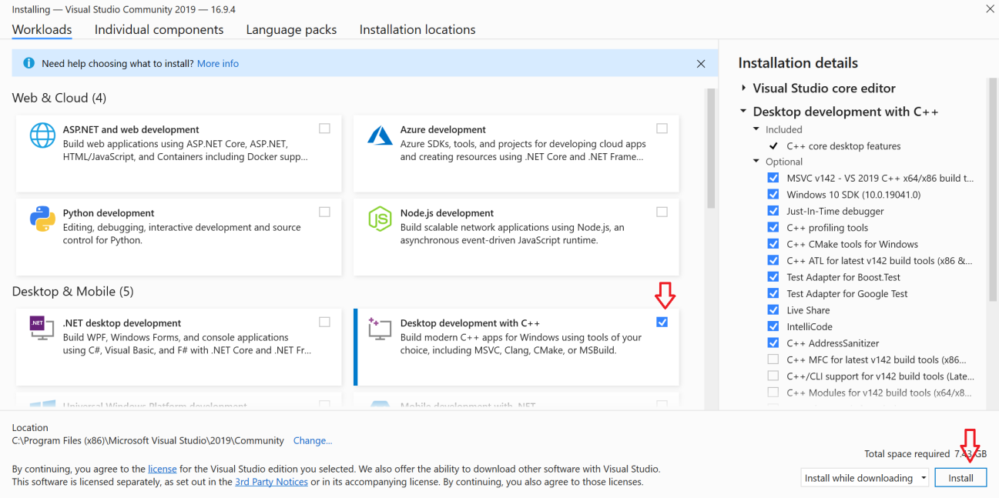 Installing — Visual Studio Community 2019 — 16.9.4
Workloads
Individual components
Language packs
Installation locations
Need help choosing what to install? More info
Web & Cloud (4)
ASP.NET and web development
Build web applications using ASP.NET Core, ASP.NET,
HTML/JavaScript, and Containers including Docker supp...
Azure development
Azure SDKs, tools, and projects for developing cloud apps
and creating resources using .NET Core and .NET Frame...
Python development
Editing, debugging, interactive development and source
control for Python.
JS
Node.js development
Build scalable network applications using Node.js, an
asynchronous event-driven JavaScript runtime.
Desktop & Mobile (5)
.NET
.NET desktop development
Build WPF, Windows Forms, and console applications
using C#, Visual Basic, and F# with .NET Core and .NET Fr...
Desktop development with C++
Build modern C++ apps for Windows using tools of your
choice, including MSVC, Clang, CMake, or MSBuild.
Universal Windows Platform development
Mobile development with .NET
Installation details
Visual Studio core editor
Desktop development with C++
Included
C++ core desktop features
Optional
MSVC v142 - VS 2019 C++ x64/x86 build t...
Windows 10 SDK (10.0.19041.0)
Just-In-Time debugger
C++ profiling tools
C++ CMake tools for Windows
C++ ATL for latest v142 build tools (x86 &...
Test Adapter for Boost.Test
Test Adapter for Google Test
Live Share
IntelliCode
C++ AddressSanitizer
C++ MFC for latest v142 build tools (x86...
C++/CLI support for v142 build tools (Late...
C++ Modules for v142 build tools (x64/x8...
Location
C:\Program Files (x86)\Microsoft Visual Studio\2019\Community Change...
By continuing, you agree to the license for the Visual Studio edition you selected. We also offer the ability to download other software with Visual Studio.
This software is licensed separately, as set out in the 3rd Party Notices or in its accompanying license. By continuing, you also agree to those licenses.
Total space required 7.43 GB
Install while downloading
Install